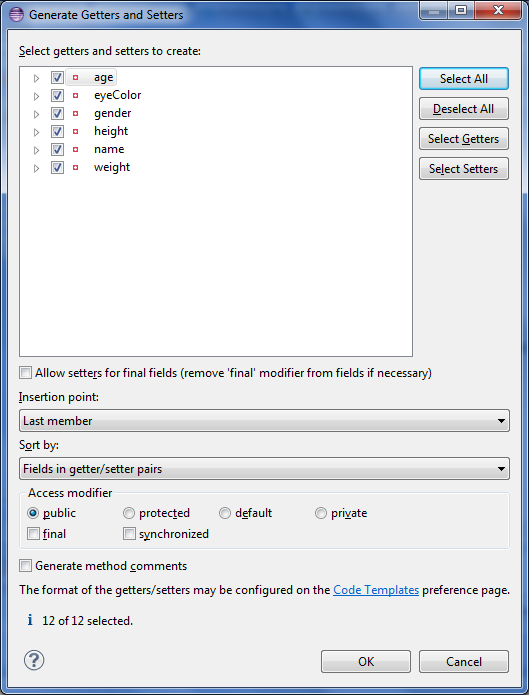 Generate Getters and Setters
Select getters and setters to create:
age
eyeColor
gender
height
name
weight
Select All
Deselect All
Select Getters
Select Setters
Allow setters for final fields (remove 'final' modifier from fields if necessary)
Insertion point:
Last member
Sort by:
Fields in getter/setter pairs
Access modifier
public protected default private
final synchronized
Generate method comments
The format of the getters/setters may be configured on the Code Templates preference page.
i 12 of 12 selected.
? OK Cancel